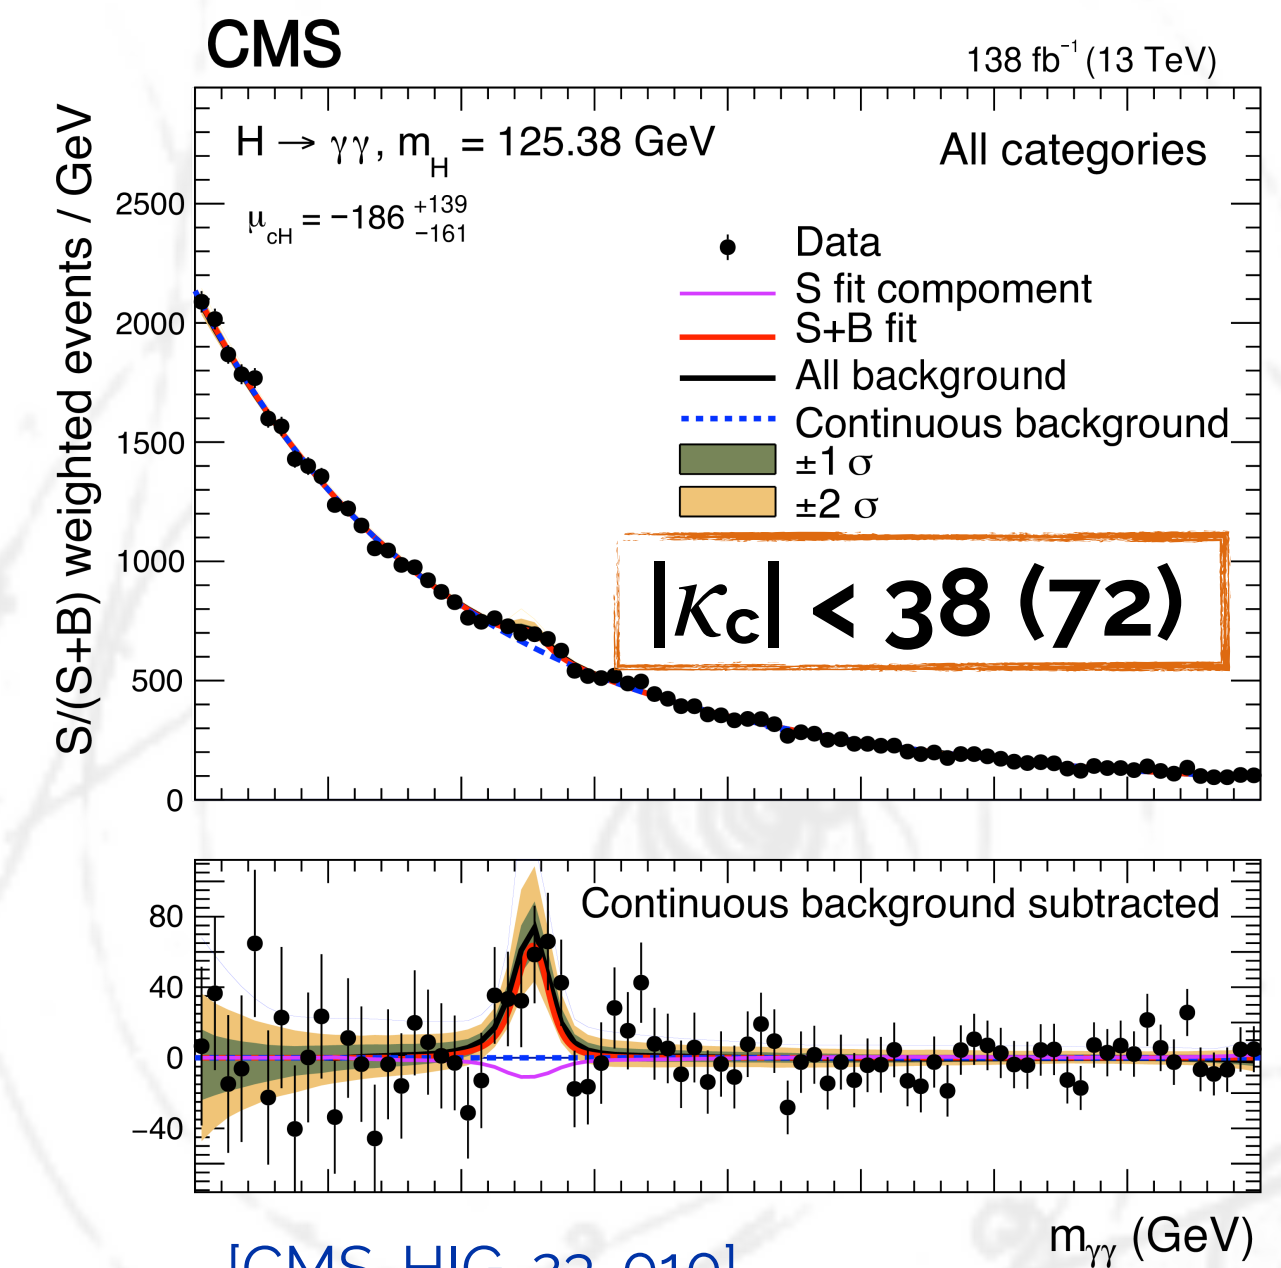 CMS
138 fb⁻¹ (13 TeV)
H → γγ, m_H = 125.38 GeV
All categories
μ_cH = −186 +139 −161
Data
S fit compoment
S+B fit
All background
Continuous background
±1 σ
±2 σ
|κc| < 38 (72)
S/(S+B) weighted events / GeV
2500
2000
1500
1000
500
0
Continuous background subtracted
80
40
0
−40
m_γγ (GeV)